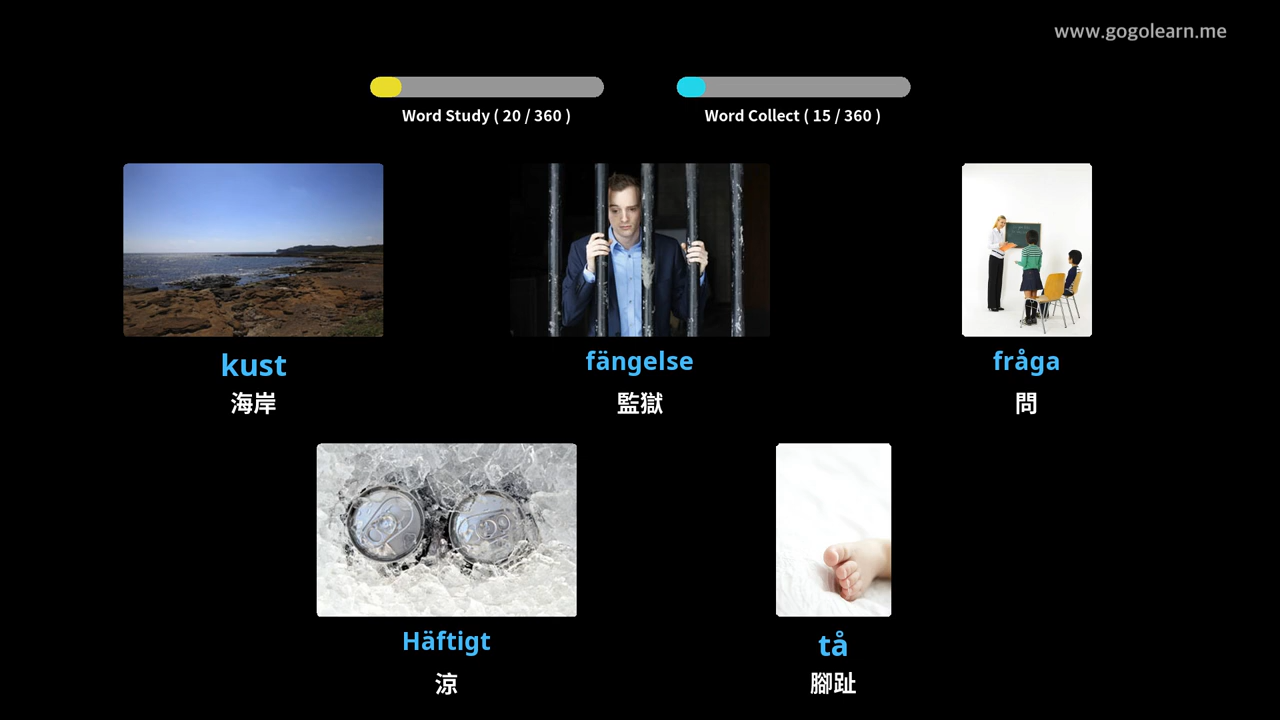 www.gogolearn.me
Word Study ( 20 / 360 )
Word Collect ( 15 / 360 )
kust
海岸
fängelse
監獄
fråga
問
Häftigt
涼
tå
腳趾